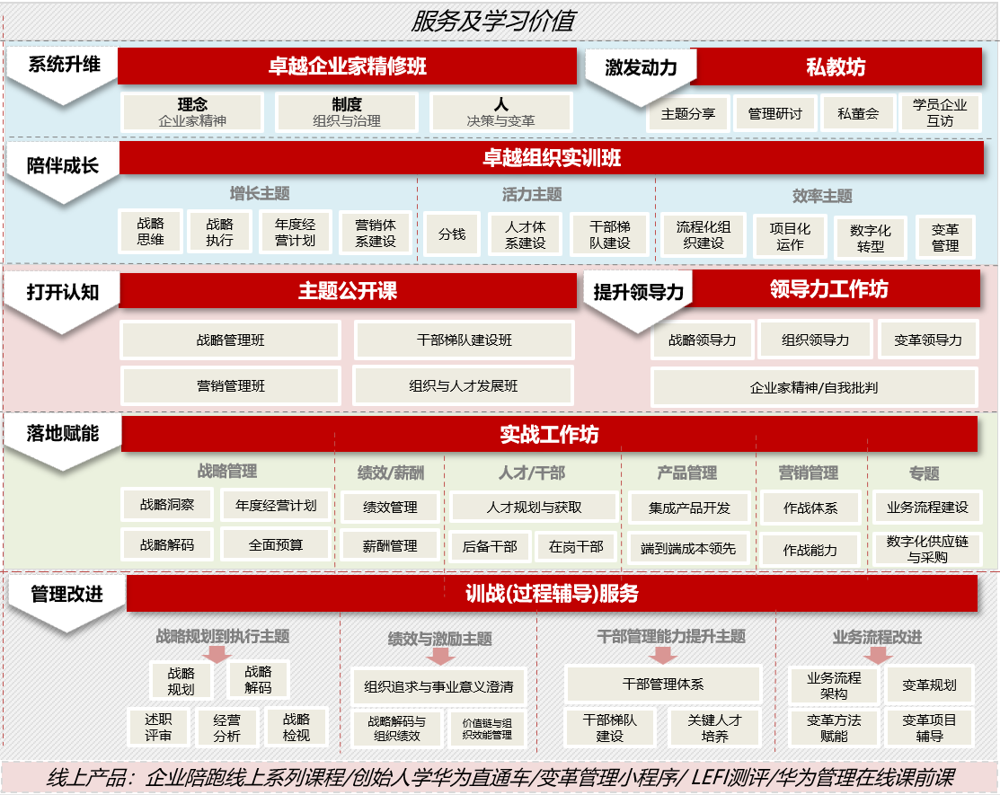 服务及学习价值
系统升维
卓越企业家精修班
激发动力
私教坊
理念
企业家精神
制度
组织与治理
人
决策与变革
主题分享
管理研讨
私董会
学员企业
互访
陪伴成长
卓越组织实训班
增长主题
活力主题
效率主题
战略
思维
战略
执行
年度经
营计划
营销体
系建设
分钱
人才体
系建设
干部梯
队建设
流程化组
织建设
项目化
运作
数字化
转型
变革
管理
打开认知
主题公开课
提升领导力
领导力工作坊
战略管理班
干部梯队建设班
战略领导力
组织领导力
变革领导力
营销管理班
组织与人才发展班
企业家精神/自我批判
落地赋能
实战工作坊
战略管理
绩效/薪酬
人才/干部
产品管理
营销管理
专题
战略洞察
年度经营计划
绩效管理
人才规划与获取
集成产品开发
作战体系
业务流程建设
战略解码
全面预算
薪酬管理
后备干部
在岗干部
端到端成本领先
作战能力
数字化供应链
与采购
管理改进
训战(过程辅导)服务
战略规划到执行主题
绩效与激励主题
干部管理能力提升主题
业务流程改进
战略
规划
战略
解码
组织追求与事业意义澄清
干部管理体系
业务流程
架构
变革规划
述职
评审
经营
分析
战略
检视
战略解码与
组织绩效
价值链与组
织效能管理
干部梯队
建设
关键人才
培养
变革方法
赋能
变革项目
辅导
线上产品：企业陪跑线上系列课程/创始人学华为直通车/变革管理小程序/ LEFI测评/华为管理在线课前课